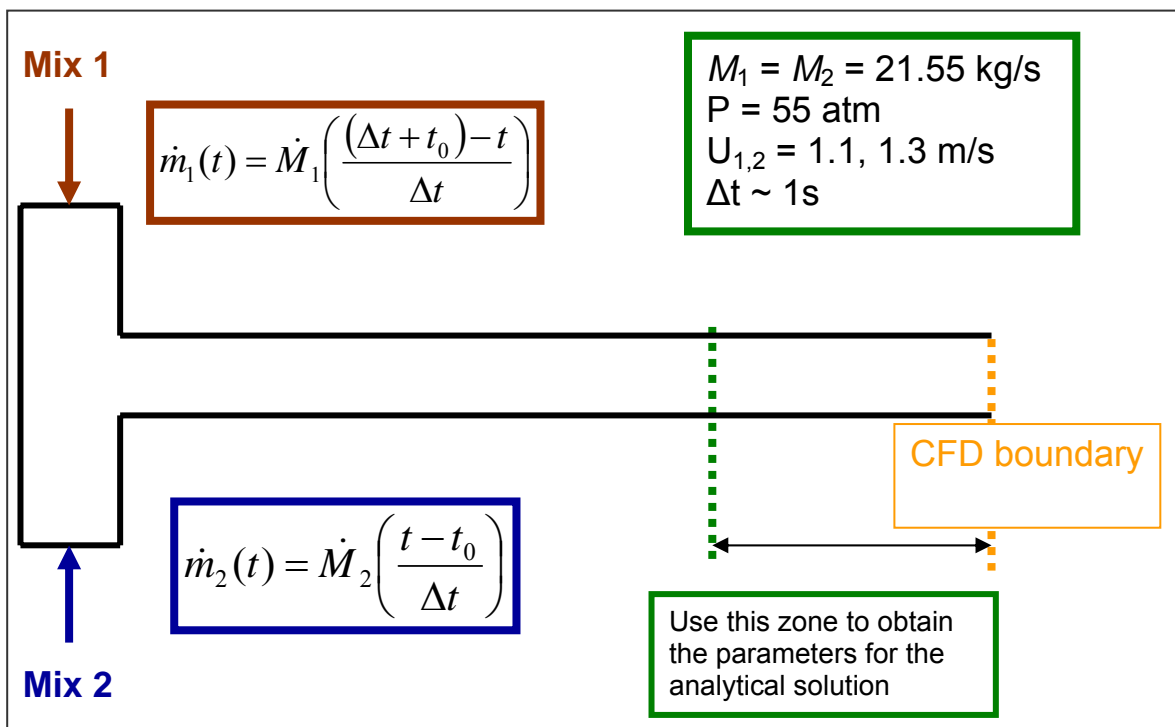 Mix 1
ṁ₁(t) = Ṁ₁(((Δt + t₀) − t) / Δt)
M₁ = M₂ = 21.55 kg/s
P = 55 atm
U₁,₂ = 1.1, 1.3 m/s
Δt ~ 1s
CFD boundary
ṁ₂(t) = Ṁ₂((t − t₀) / Δt)
Mix 2
Use this zone to obtain
the parameters for the
analytical solution